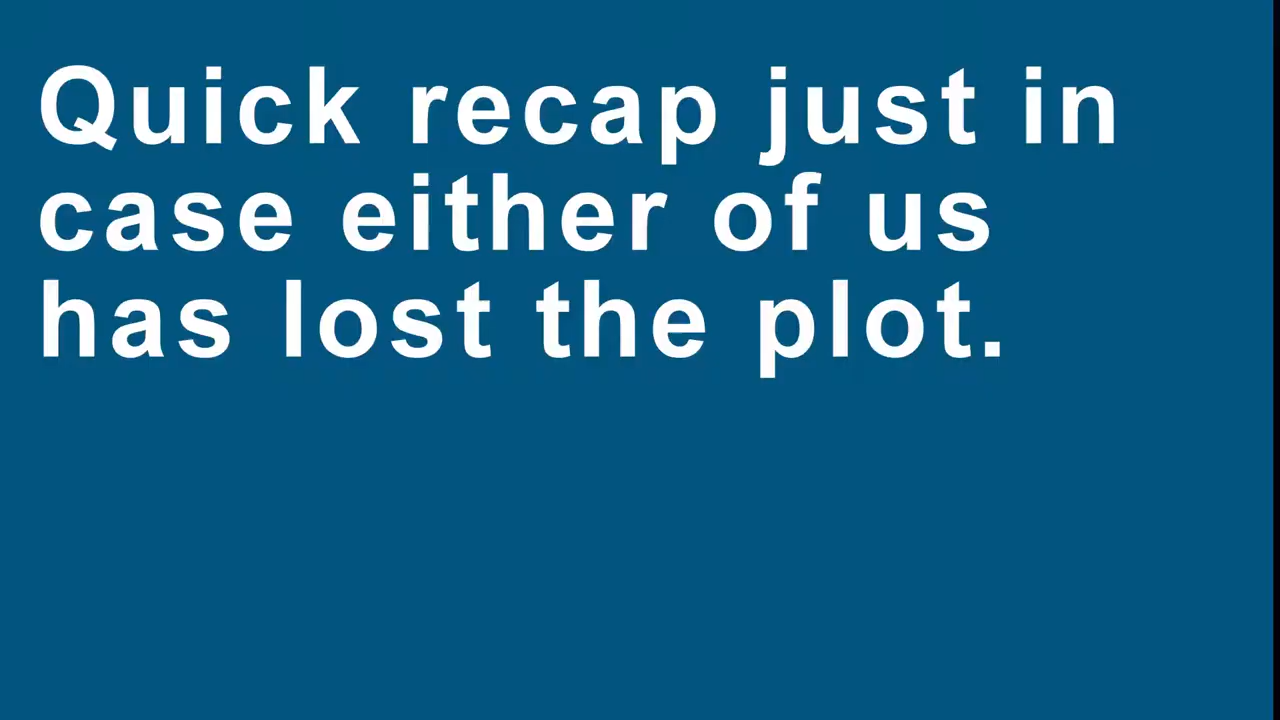 Quick recap just in
case either of us
has lost the plot.